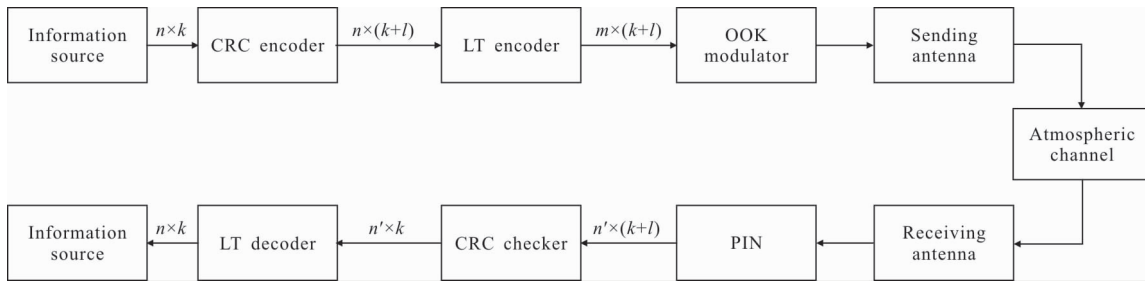 Information
source
n×k
CRC encoder
n×(k+l)
LT encoder
m×(k+l)
OOK
modulator
Sending
antenna
Atmospheric
channel
Information
source
n×k
LT decoder
n′×k
CRC checker
n′×(k+l)
PIN
Receiving
antenna